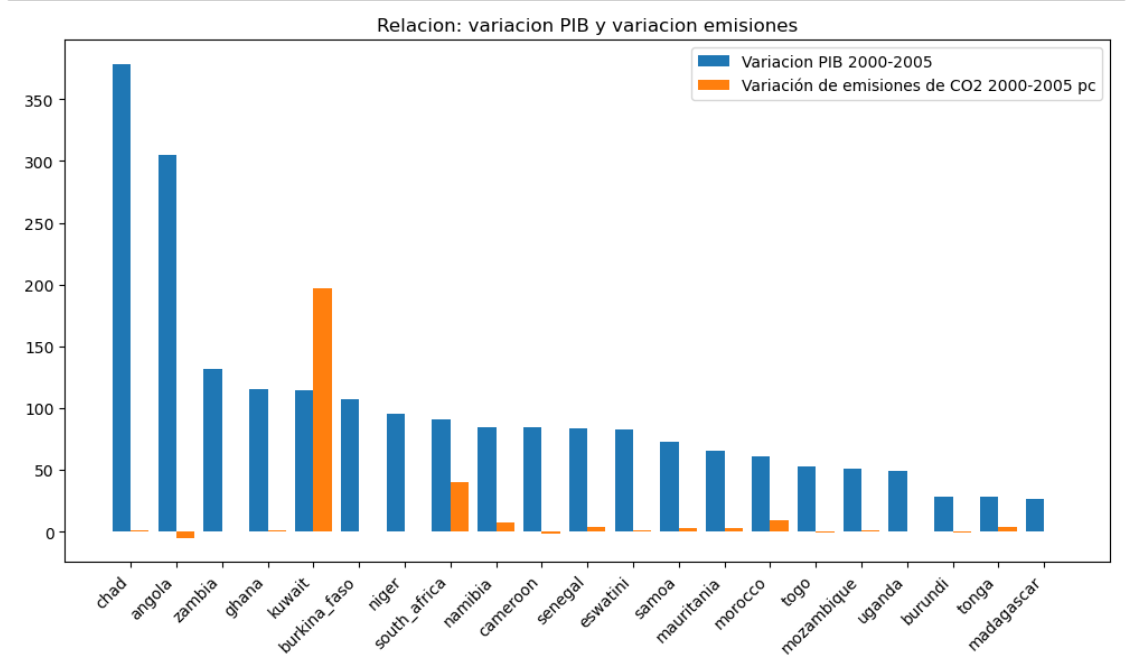 Relacion: variacion PIB y variacion emisiones
Variacion PIB 2000-2005
Variación de emisiones de CO2 2000-2005 pc
350
300
250
200
150
100
50
0
chad
angola
zambia
ghana
kuwait
burkina_faso
niger
south_africa
namibia
cameroon
senegal
eswatini
samoa
mauritania
morocco
togo
mozambique
uganda
burundi
tonga
madagascar